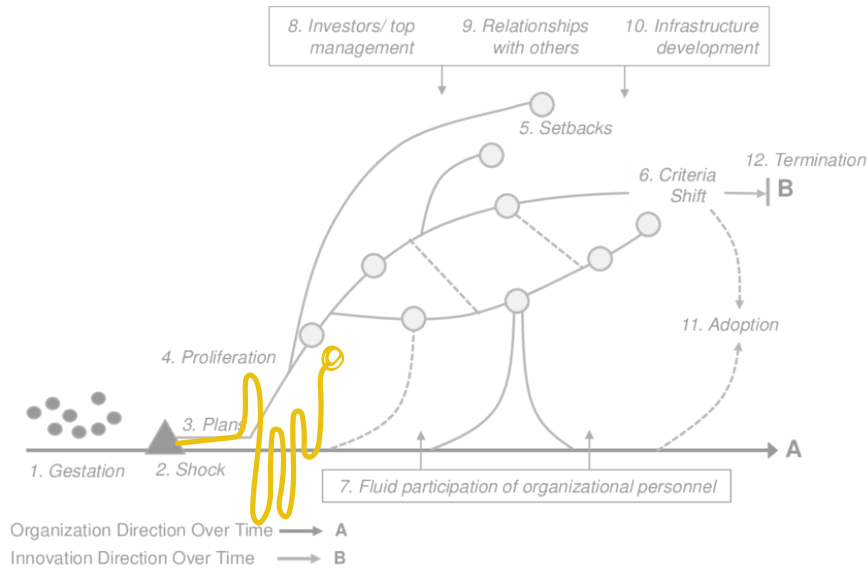 8. Investors/ top
management
9. Relationships
with others
10. Infrastructure
development
5. Setbacks
12. Termination
6. Criteria
Shift
B
11. Adoption
4. Proliferation
3. Plans
A
1. Gestation
2. Shock
7. Fluid participation of organizational personnel
Organization Direction Over Time A
Innovation Direction Over Time B